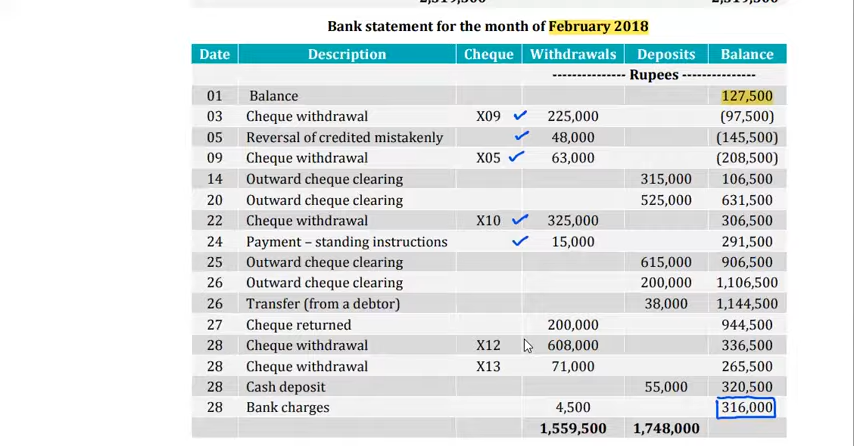 2,319,500 2,319,500
Bank statement for the month of February 2018
Date Description Cheque Withdrawals Deposits Balance
--------------- Rupees ---------------
01 Balance 127,500
03 Cheque withdrawal X09 225,000 (97,500)
05 Reversal of credited mistakenly 48,000 (145,500)
09 Cheque withdrawal X05 63,000 (208,500)
14 Outward cheque clearing 315,000 106,500
20 Outward cheque clearing 525,000 631,500
22 Cheque withdrawal X10 325,000 306,500
24 Payment – standing instructions 15,000 291,500
25 Outward cheque clearing 615,000 906,500
26 Outward cheque clearing 200,000 1,106,500
26 Transfer (from a debtor) 38,000 1,144,500
27 Cheque returned 200,000 944,500
28 Cheque withdrawal X12 608,000 336,500
28 Cheque withdrawal X13 71,000 265,500
28 Cash deposit 55,000 320,500
28 Bank charges 4,500 316,000
1,559,500 1,748,000